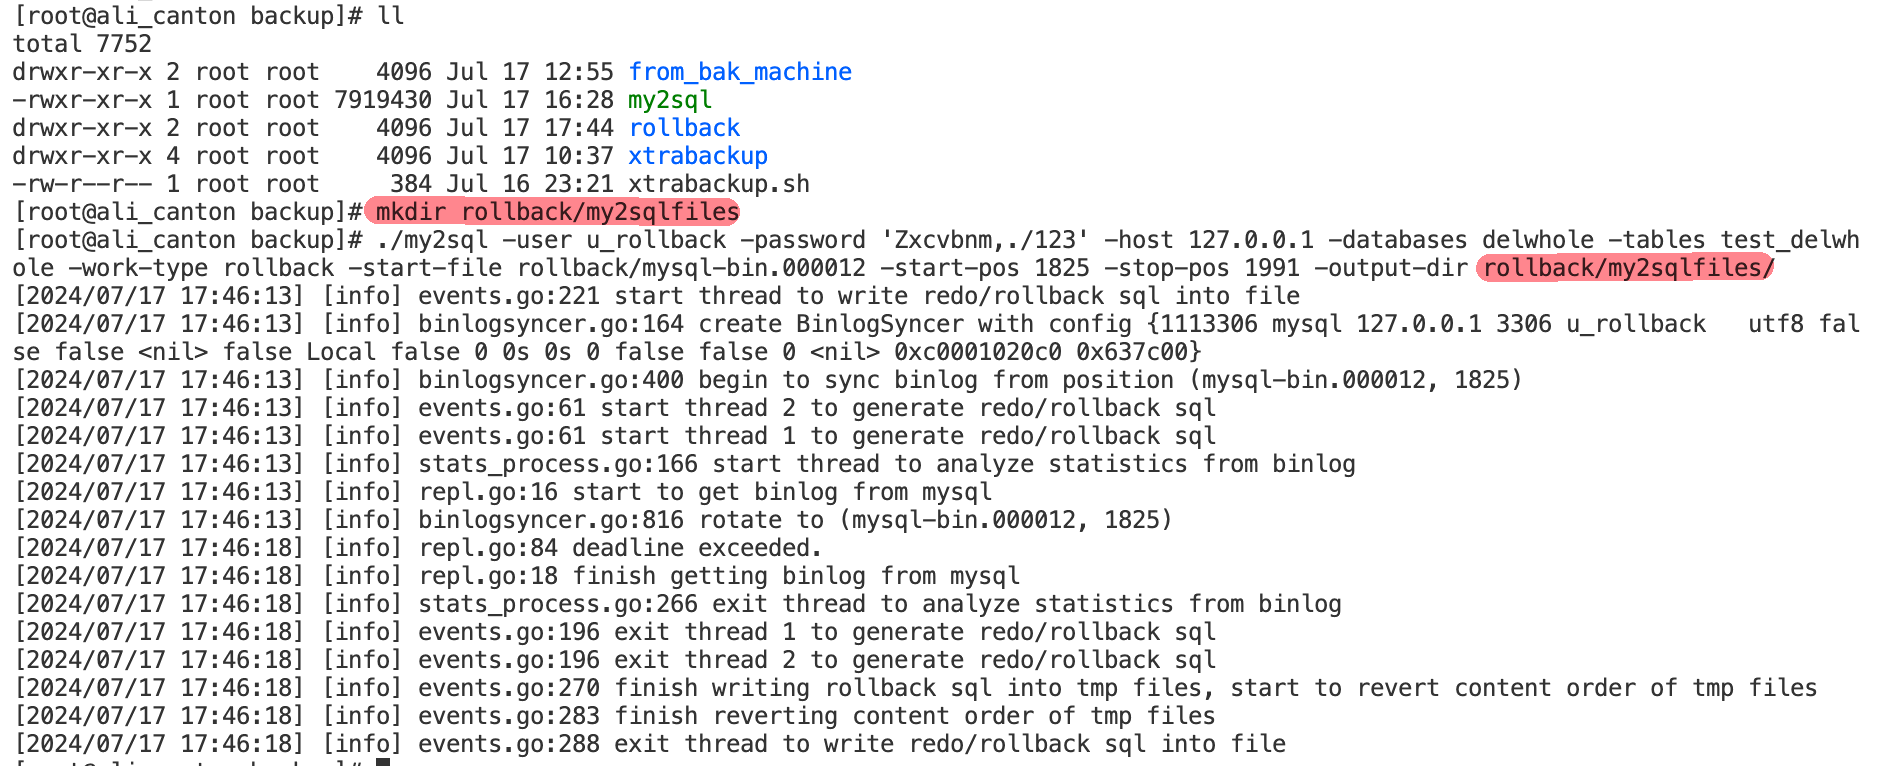 [root@ali_canton backup]# ll
total 7752
drwxr-xr-x 2 root root    4096 Jul 17 12:55 from_bak_machine
-rwxr-xr-x 1 root root 7919430 Jul 17 16:28 my2sql
drwxr-xr-x 2 root root    4096 Jul 17 17:44 rollback
drwxr-xr-x 4 root root    4096 Jul 17 10:37 xtrabackup
-rw-r--r-- 1 root root     384 Jul 16 23:21 xtrabackup.sh
[root@ali_canton backup]# mkdir rollback/my2sqlfiles
[root@ali_canton backup]# ./my2sql -user u_rollback -password 'Zxcvbnm,./123' -host 127.0.0.1 -databases delwhole -tables test_delwh
ole -work-type rollback -start-file rollback/mysql-bin.000012 -start-pos 1825 -stop-pos 1991 -output-dir rollback/my2sqlfiles/
[2024/07/17 17:46:13] [info] events.go:221 start thread to write redo/rollback sql into file
[2024/07/17 17:46:13] [info] binlogsyncer.go:164 create BinlogSyncer with config {1113306 mysql 127.0.0.1 3306 u_rollback   utf8 fal
se false <nil> false Local false 0 0s 0s 0 false false 0 <nil> 0xc0001020c0 0x637c00}
[2024/07/17 17:46:13] [info] binlogsyncer.go:400 begin to sync binlog from position (mysql-bin.000012, 1825)
[2024/07/17 17:46:13] [info] events.go:61 start thread 2 to generate redo/rollback sql
[2024/07/17 17:46:13] [info] events.go:61 start thread 1 to generate redo/rollback sql
[2024/07/17 17:46:13] [info] stats_process.go:166 start thread to analyze statistics from binlog
[2024/07/17 17:46:13] [info] repl.go:16 start to get binlog from mysql
[2024/07/17 17:46:13] [info] binlogsyncer.go:816 rotate to (mysql-bin.000012, 1825)
[2024/07/17 17:46:18] [info] repl.go:84 deadline exceeded.
[2024/07/17 17:46:18] [info] repl.go:18 finish getting binlog from mysql
[2024/07/17 17:46:18] [info] stats_process.go:266 exit thread to analyze statistics from binlog
[2024/07/17 17:46:18] [info] events.go:196 exit thread 1 to generate redo/rollback sql
[2024/07/17 17:46:18] [info] events.go:196 exit thread 2 to generate redo/rollback sql
[2024/07/17 17:46:18] [info] events.go:270 finish writing rollback sql into tmp files, start to revert content order of tmp files
[2024/07/17 17:46:18] [info] events.go:283 finish reverting content order of tmp files
[2024/07/17 17:46:18] [info] events.go:288 exit thread to write redo/rollback sql into file